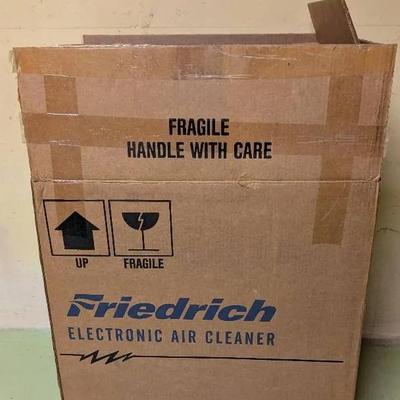 FRAGILE
HANDLE WITH CARE
UP FRAGILE
Friedrich
ELECTRONIC AIR CLEANER